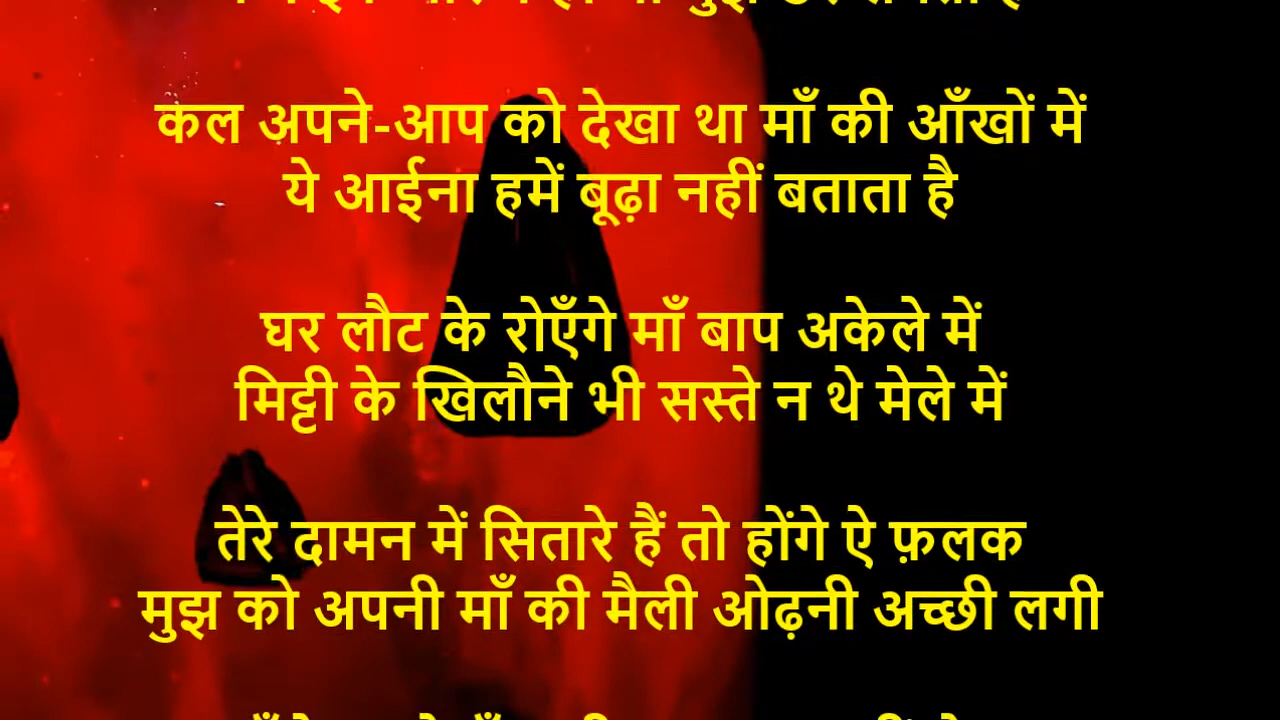 कल अपने-आप को देखा था माँ की आँखों में
ये आईना हमें बूढ़ा नहीं बताता है
घर लौट के रोएँगे माँ बाप अकेले में
मिट्टी के खिलौने भी सस्ते न थे मेले में
तेरे दामन में सितारे हैं तो होंगे ऐ फ़लक
मुझ को अपनी माँ की मैली ओढ़नी अच्छी लगी